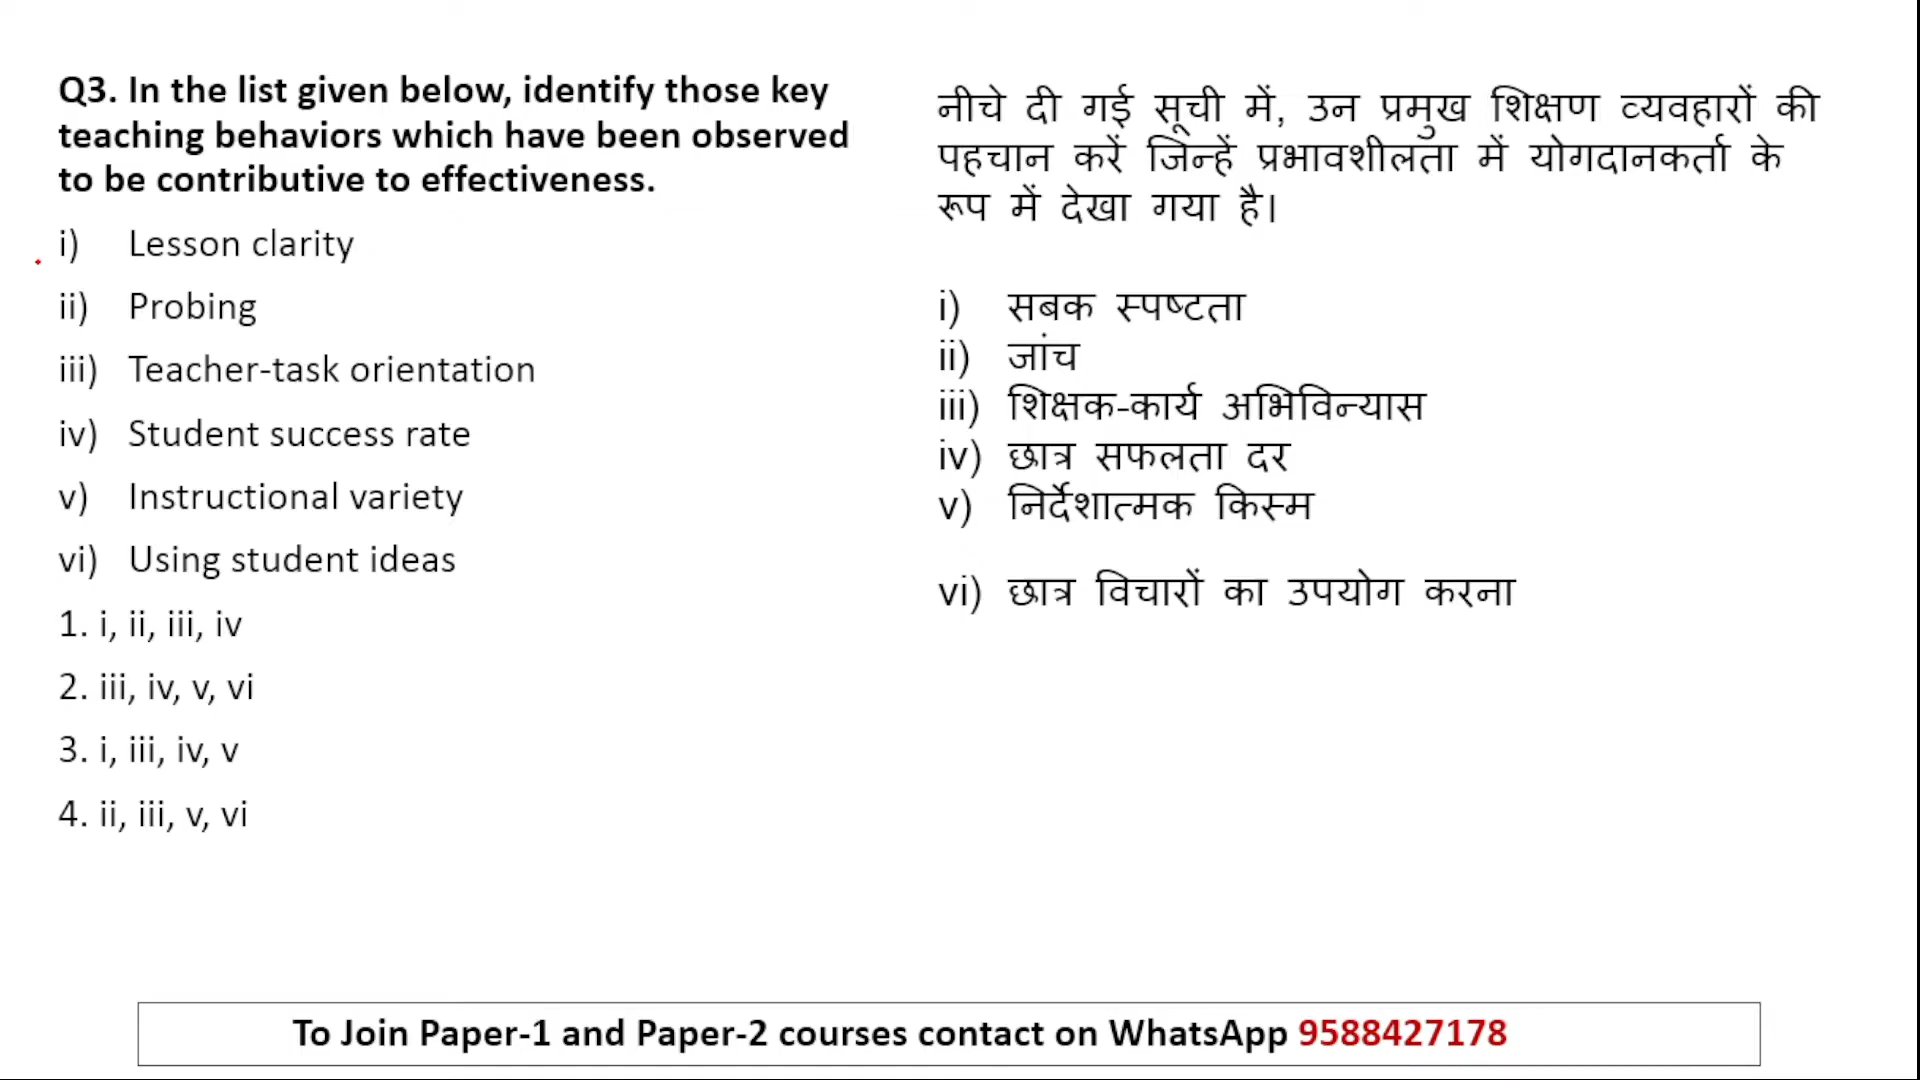 Q3. In the list given below, identify those key
teaching behaviors which have been observed
to be contributive to effectiveness.
i) Lesson clarity
ii) Probing
iii) Teacher-task orientation
iv) Student success rate
v) Instructional variety
vi) Using student ideas
1. i, ii, iii, iv
2. iii, iv, v, vi
3. i, iii, iv, v
4. ii, iii, v, vi
नीचे दी गई सूची में, उन प्रमुख शिक्षण व्यवहारों की
पहचान करें जिन्हें प्रभावशीलता में योगदानकर्ता के
रूप में देखा गया है।
i) सबक स्पष्टता
ii) जांच
iii) शिक्षक-कार्य अभिविन्यास
iv) छात्र सफलता दर
v) निर्देशात्मक किस्म
vi) छात्र विचारों का उपयोग करना
To Join Paper-1 and Paper-2 courses contact on WhatsApp 9588427178